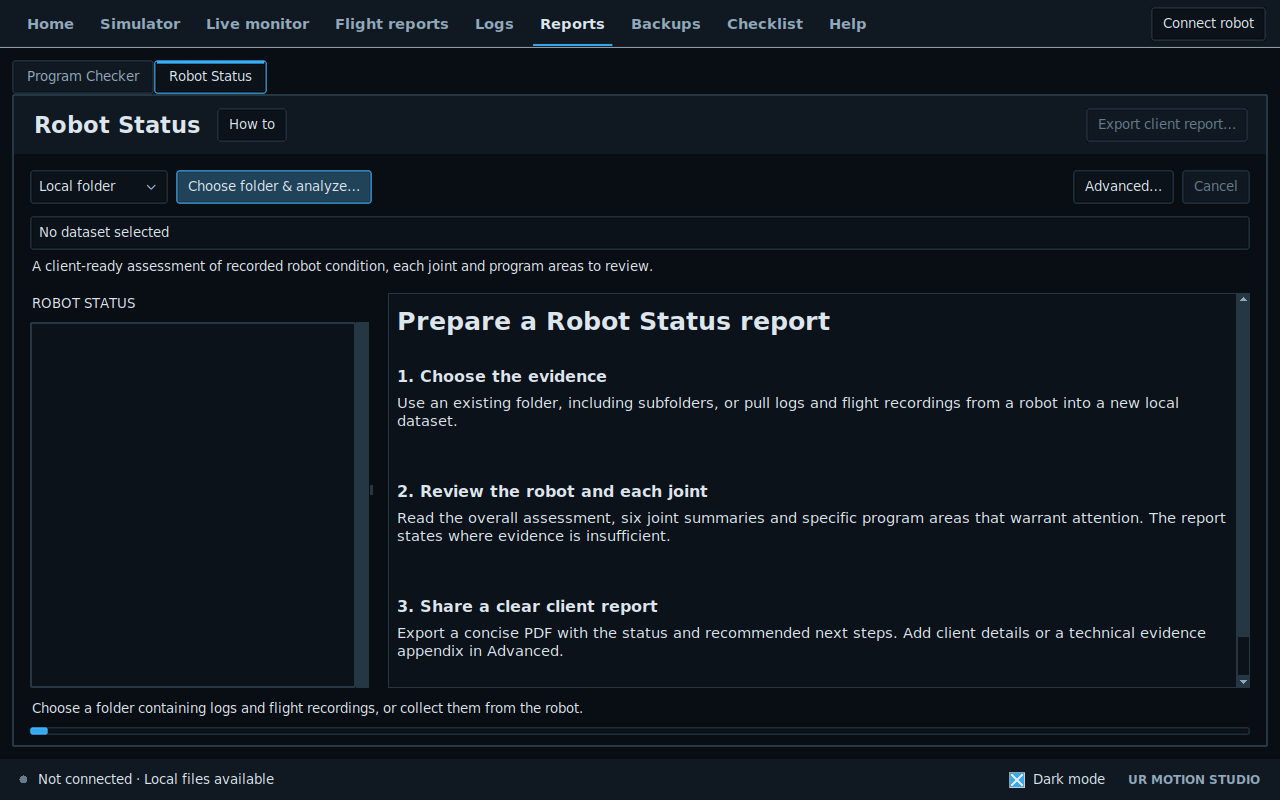 Home Simulator Live monitor Flight reports Logs Reports Backups Checklist Help Connect robot
Program Checker Robot Status
Robot Status How to Export client report...
Local folder Choose folder & analyze... Advanced... Cancel
No dataset selected
A client-ready assessment of recorded robot condition, each joint and program areas to review.
ROBOT STATUS
Prepare a Robot Status report
1. Choose the evidence
Use an existing folder, including subfolders, or pull logs and flight recordings from a robot into a new local
dataset.
2. Review the robot and each joint
Read the overall assessment, six joint summaries and specific program areas that warrant attention. The report
states where evidence is insufficient.
3. Share a clear client report
Export a concise PDF with the status and recommended next steps. Add client details or a technical evidence
appendix in Advanced.
Choose a folder containing logs and flight recordings, or collect them from the robot.
Not connected · Local files available Dark mode UR MOTION STUDIO